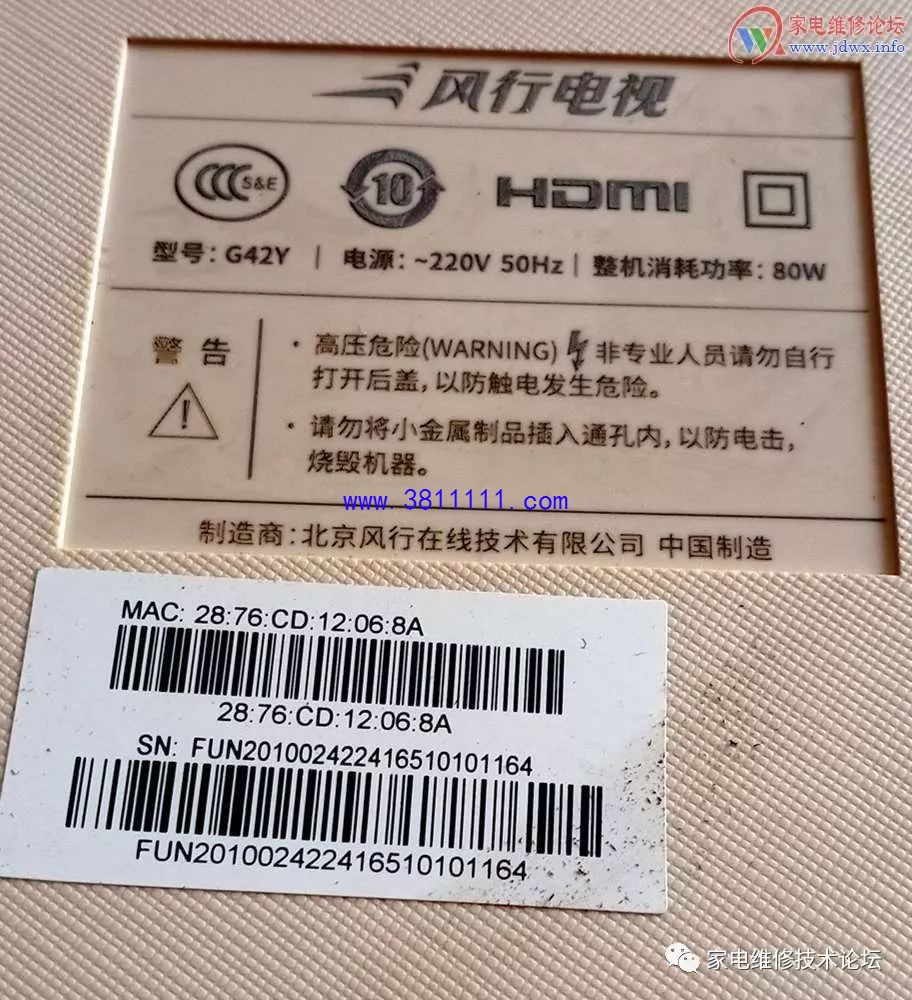 家电维修论坛
www.jdwx.info
风行电视
CCC S&E
10
HDMI
型号: G42Y | 电源: ~220V 50Hz | 整机消耗功率: 80W
警告
· 高压危险(WARNING) 非专业人员请勿自行
打开后盖,以防触电发生危险。
· 请勿将小金属制品插入通孔内,以防电击,
烧毁机器。
www.3811111.com
制造商:北京风行在线技术有限公司 中国制造
MAC: 28:76:CD:12:06:8A
28:76:CD:12:06:8A
SN: FUN201002422416510101164
FUN201002422416510101164
家电维修技术论坛